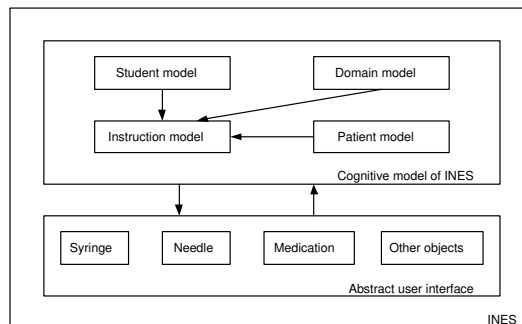 Student model
Domain model
Instruction model
Patient model
Cognitive model of INES
Syringe
Needle
Medication
Other objects
Abstract user interface
INES